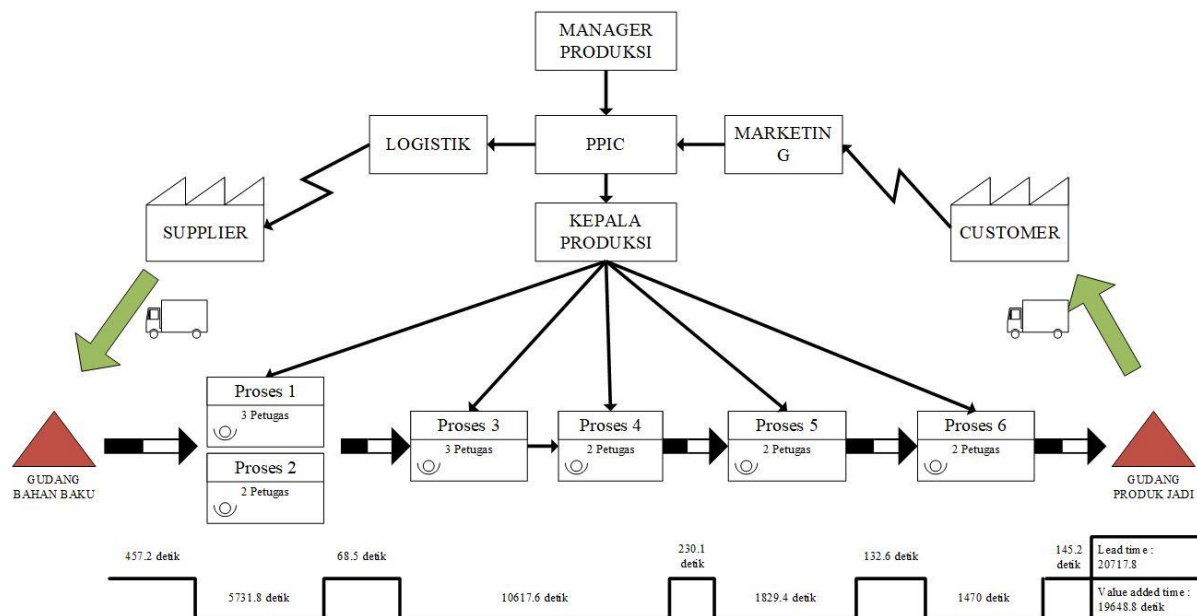 MANAGER
PRODUKSI
LOGISTIK
PPIC
MARKETIN
G
SUPPLIER
KEPALA
PRODUKSI
CUSTOMER
Proses 1
3 Petugas
Proses 2
2 Petugas
Proses 3
3 Petugas
Proses 4
2 Petugas
Proses 5
2 Petugas
Proses 6
2 Petugas
GUDANG
BAHAN BAKU
GUDANG
PRODUK JADI
457.2 detik
68.5 detik
230.1
detik
132.6 detik
145.2
detik
Lead time :
20717.8
5731.8 detik
10617.6 detik
1829.4 detik
1470 detik
Value added time :
19648.8 detik